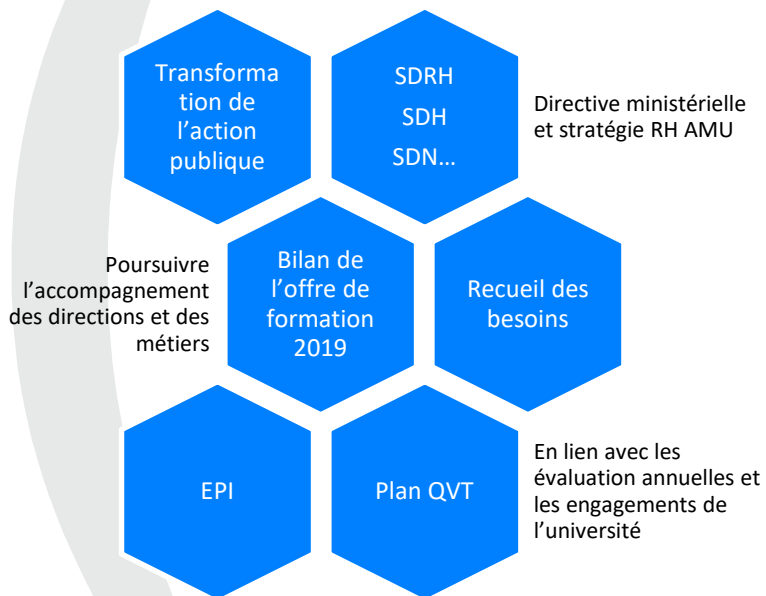 Transforma
tion de
l'action
publique
SDRH
SDH
SDN...
Directive ministérielle
et stratégie RH AMU
Poursuivre
l'accompagnement
des directions et des
métiers
Bilan de
l'offre de
formation
2019
Recueil des
besoins
EPI
Plan QVT
En lien avec les
évaluation annuelles et
les engagements de
l'université